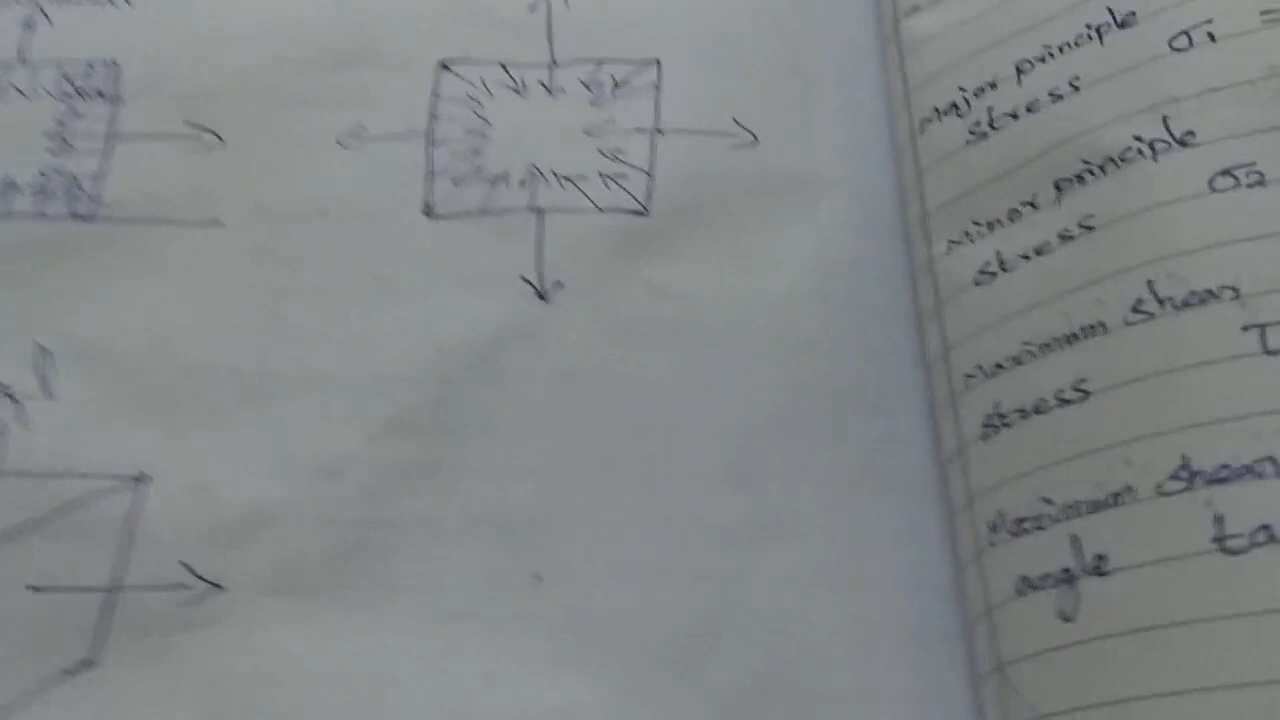 Major principle
stress σ1 =
Minor principle
stress σ2
Maximum shear
stress τ
Maximum shear
angle ta